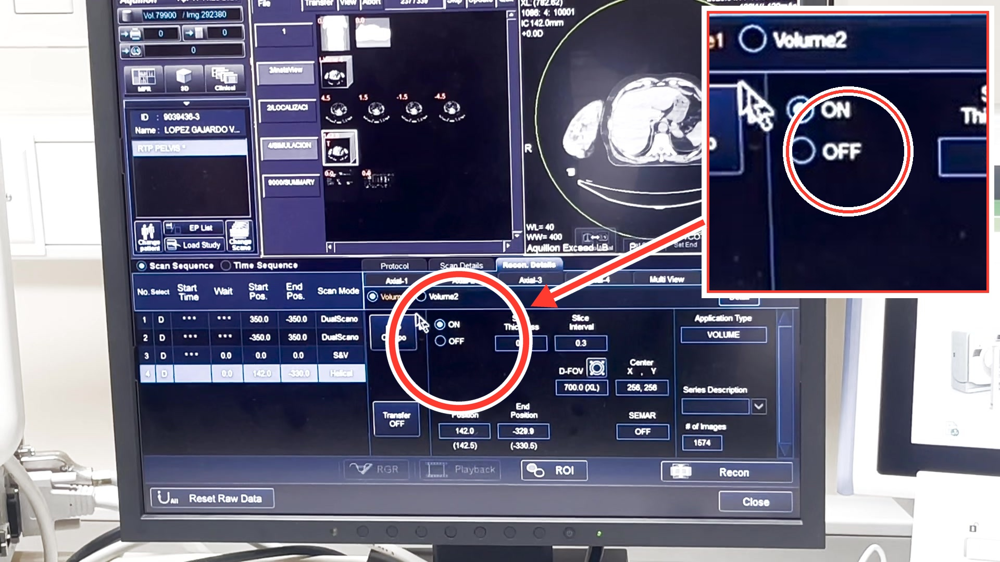 Aquilion
File
Transfer
View
Abort
237/339
Skip
Update
Vol.79900 / Img.292380
0
0
0
MPR
3D
Clinical
ID : 9039436-3
Name : LOPEZ GAJARDO V...
RTP PELVIS *
Change patient
EP List
Load Study
Change Scano
1
3/InstaView
2/LOCALIZACI
4/SIMULACION
9000/SUMMARY
0.0
4.5
1.5
-1.5
-4.5
T
0.0
0.0
XL:(782.62)
1086: 4: 10001
IC 142.0mm
+0.0D
R
WL= 40
WW= 400
Aquilion Exceed LB
Set End
Volume2
ON
OFF
Scan Sequence
Time Sequence
Protocol
Scan Details
Recon. Details
Axial-1
Axial-3
Multi View
No. Select Start Time Wait Start Pos. End Pos. Scan Mode
1 D *** *** 350.0 -350.0 DualScano
2 D *** *** -350.0 350.0 DualScano
3 D *** 0.0 0.0 0.0 S&V
4 D 0.0 142.0 -330.0 Helical
Volume2
ON
OFF
Slice
Interval
0.3
D-FOV
700.0 (XL)
Center
X , Y
256, 256
Application Type
VOLUME
Series Description
# of Images
1574
Transfer
OFF
Position
142.0
(142.5)
End
Position
-329.9
(-330.5)
SEMAR
OFF
RGR
Playback
ROI
Recon
All
Reset Raw Data
Close